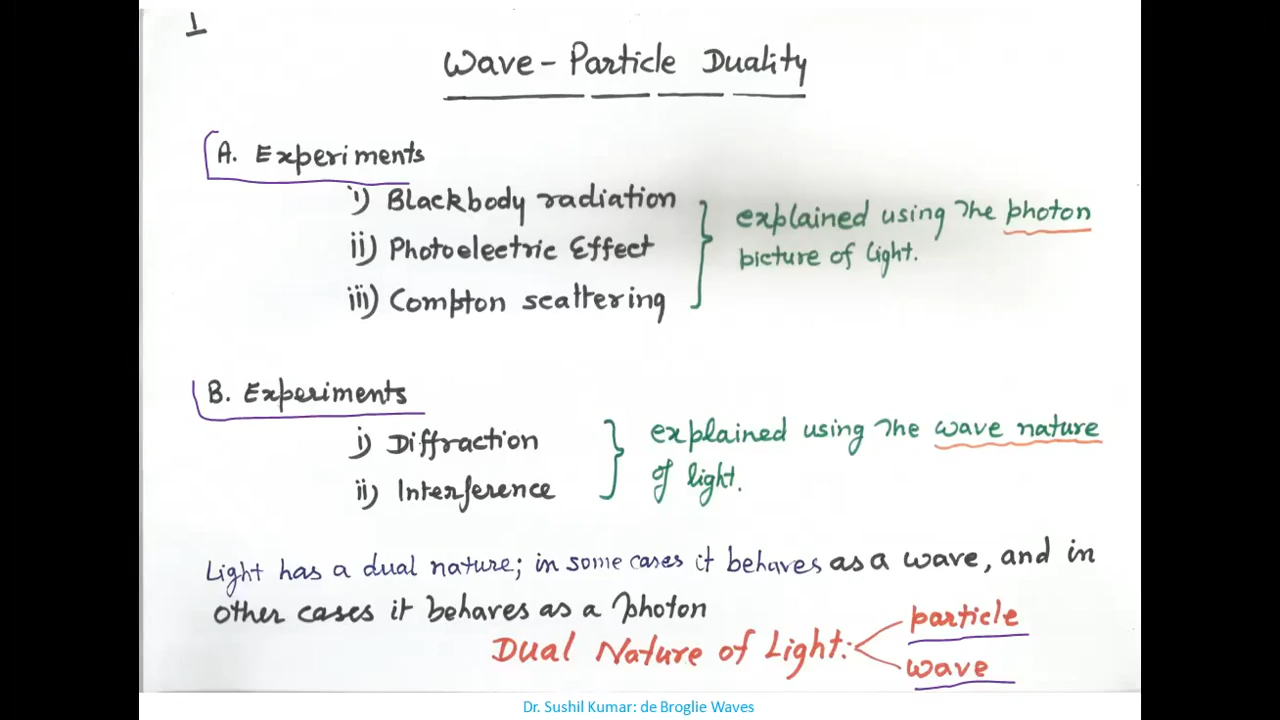 1
Wave - Particle Duality
A. Experiments
i) Blackbody radiation
ii) Photoelectric Effect
iii) Compton scattering
explained using the photon
picture of light.
B. Experiments
i) Diffraction
ii) Interference
explained using the wave nature
of light.
Light has a dual nature; in some cases it behaves as a wave, and in
other cases it behaves as a photon
Dual Nature of Light:
particle
wave
Dr. Sushil Kumar: de Broglie Waves